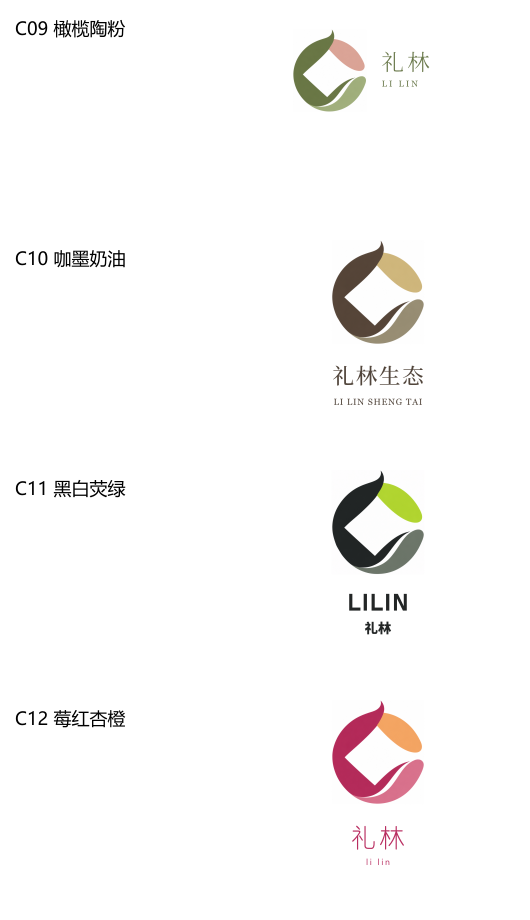 C09 橄榄陶粉
礼林
LI LIN
C10 咖墨奶油
礼林生态
LI LIN SHENG TAI
C11 黑白荧绿
LILIN
礼林
C12 莓红杏橙
礼林
li lin